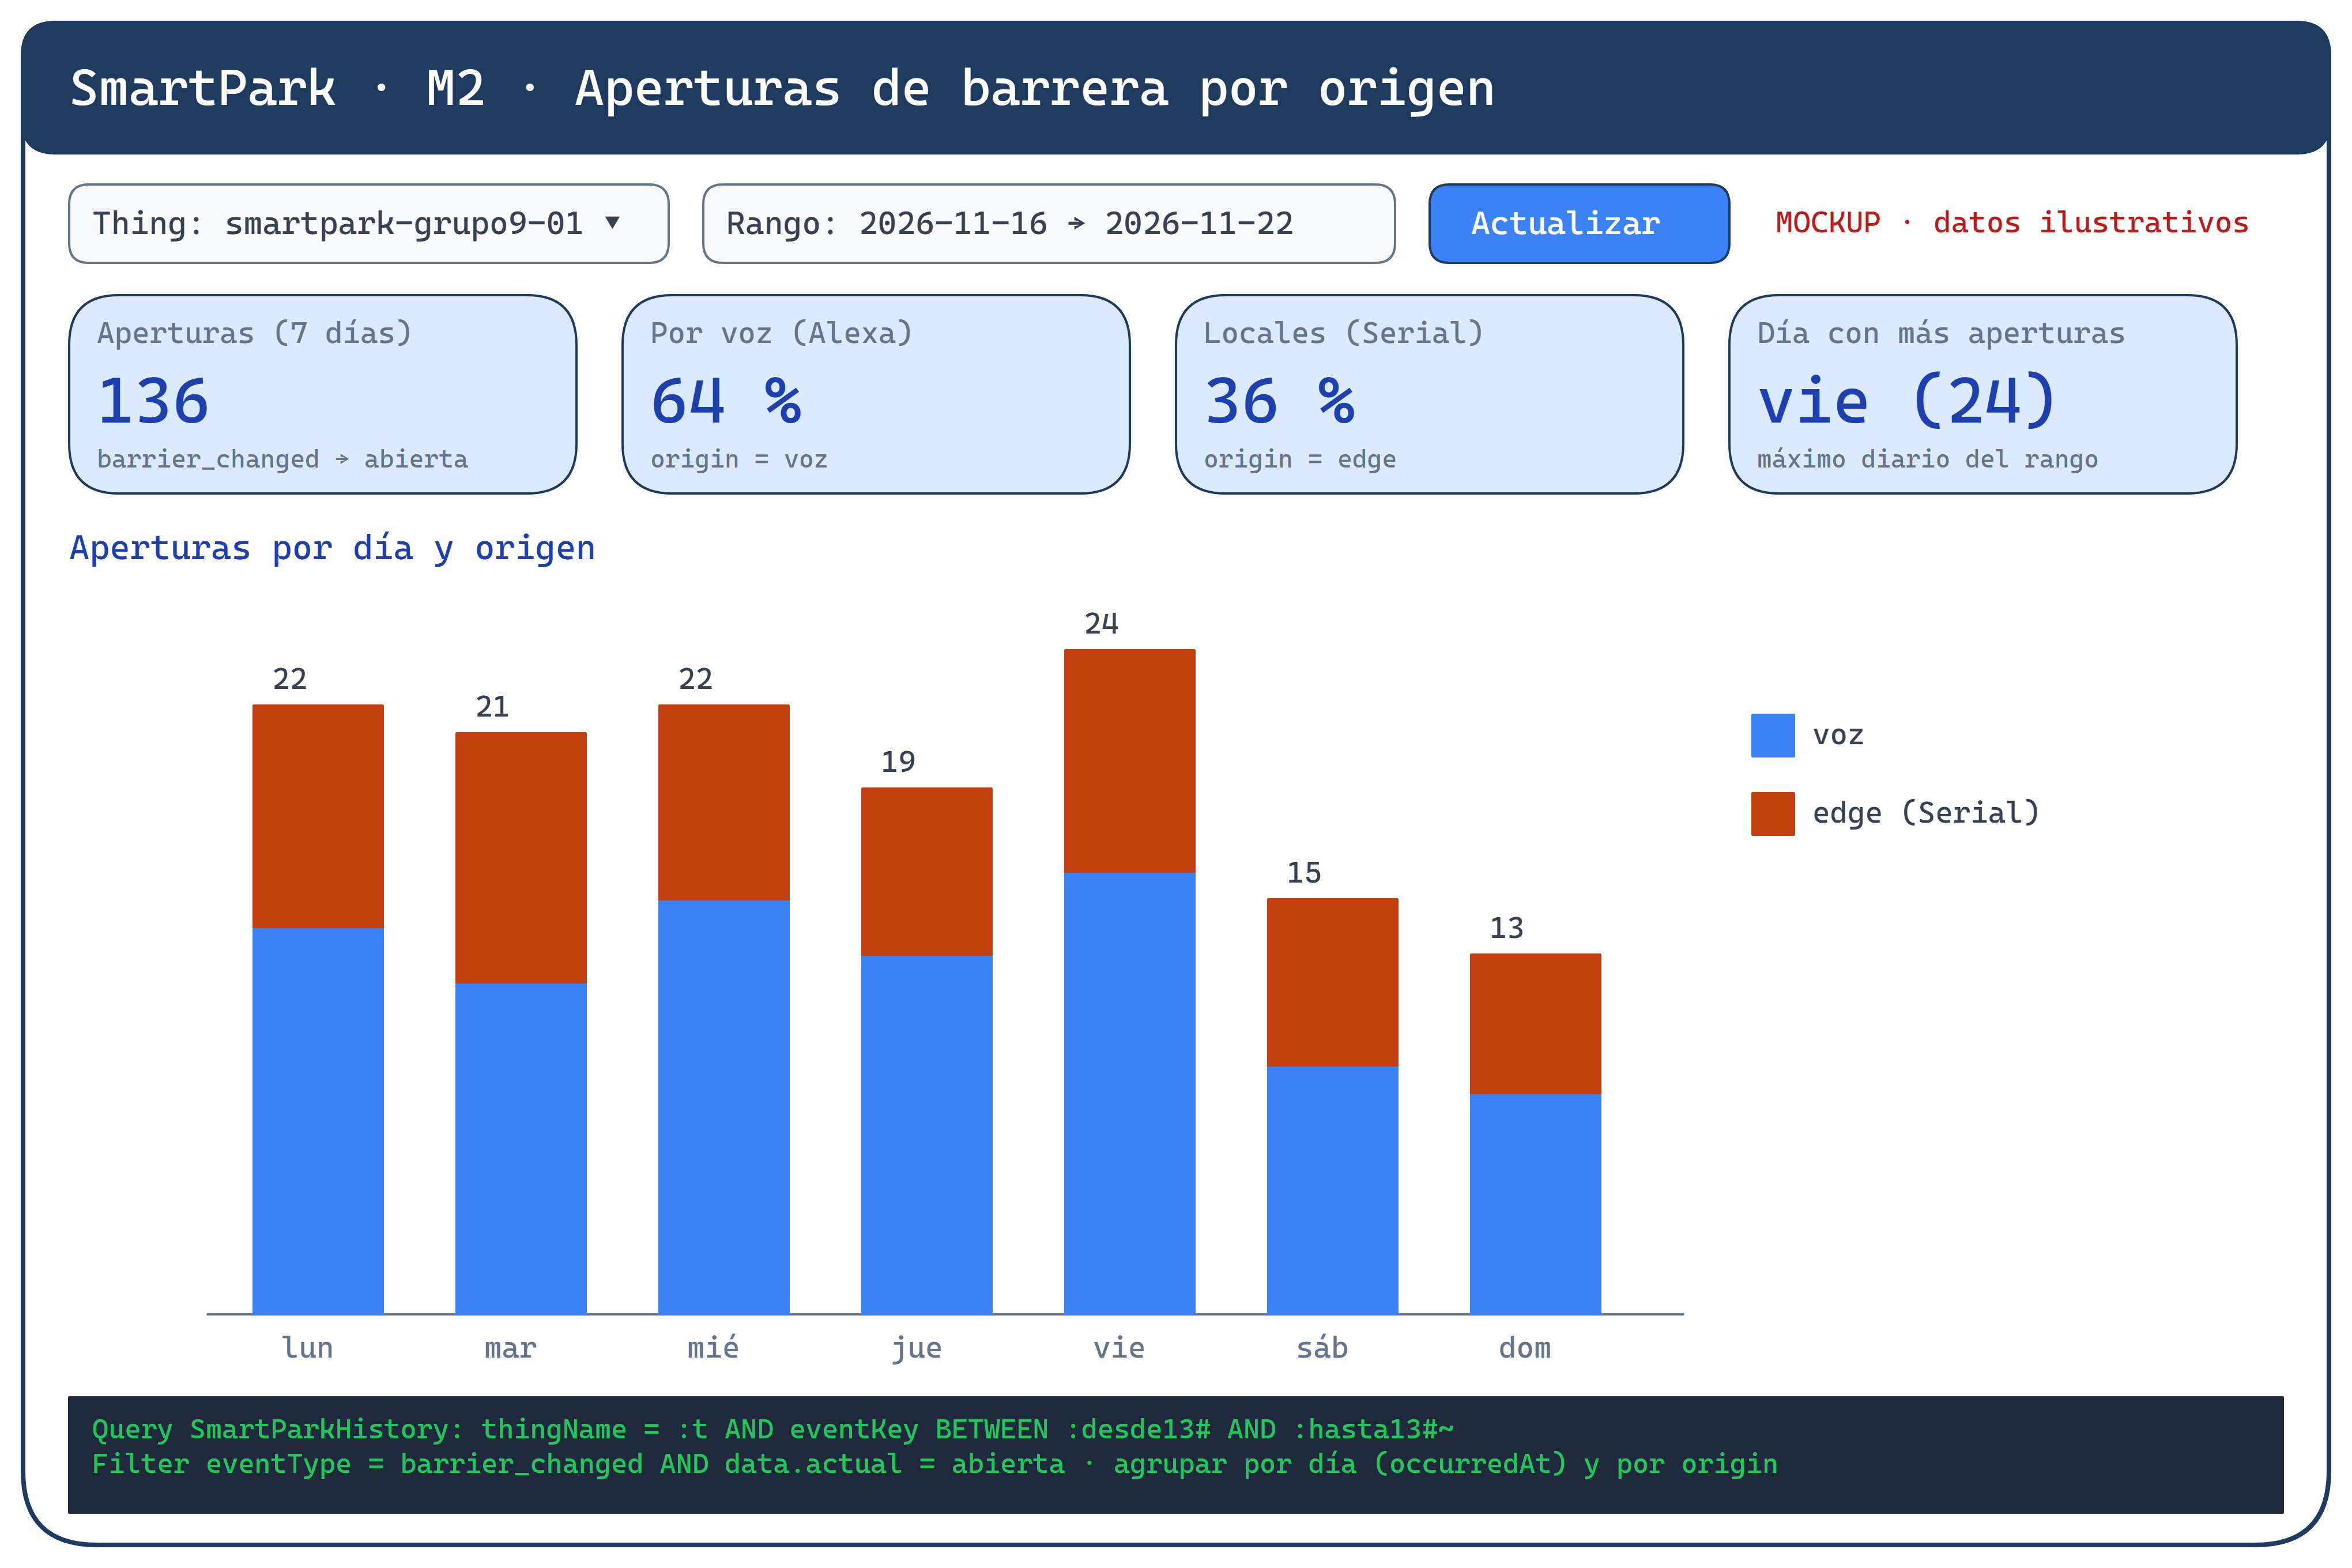 SmartPark · M2 · Aperturas de barrera por origen
Thing: smartpark-grupo9-01 ▼
Rango: 2026-11-16 → 2026-11-22
Actualizar
MOCKUP · datos ilustrativos
Aperturas (7 días)
136
barrier_changed → abierta
Por voz (Alexa)
64 %
origin = voz
Locales (Serial)
36 %
origin = edge
Día con más aperturas
vie (24)
máximo diario del rango
Aperturas por día y origen
22
21
22
19
24
15
13
voz
edge (Serial)
lun
mar
mié
jue
vie
sáb
dom
Query SmartParkHistory: thingName = :t AND eventKey BETWEEN :desde13# AND :hasta13#~
Filter eventType = barrier_changed AND data.actual = abierta · agrupar por día (occurredAt) y por origin